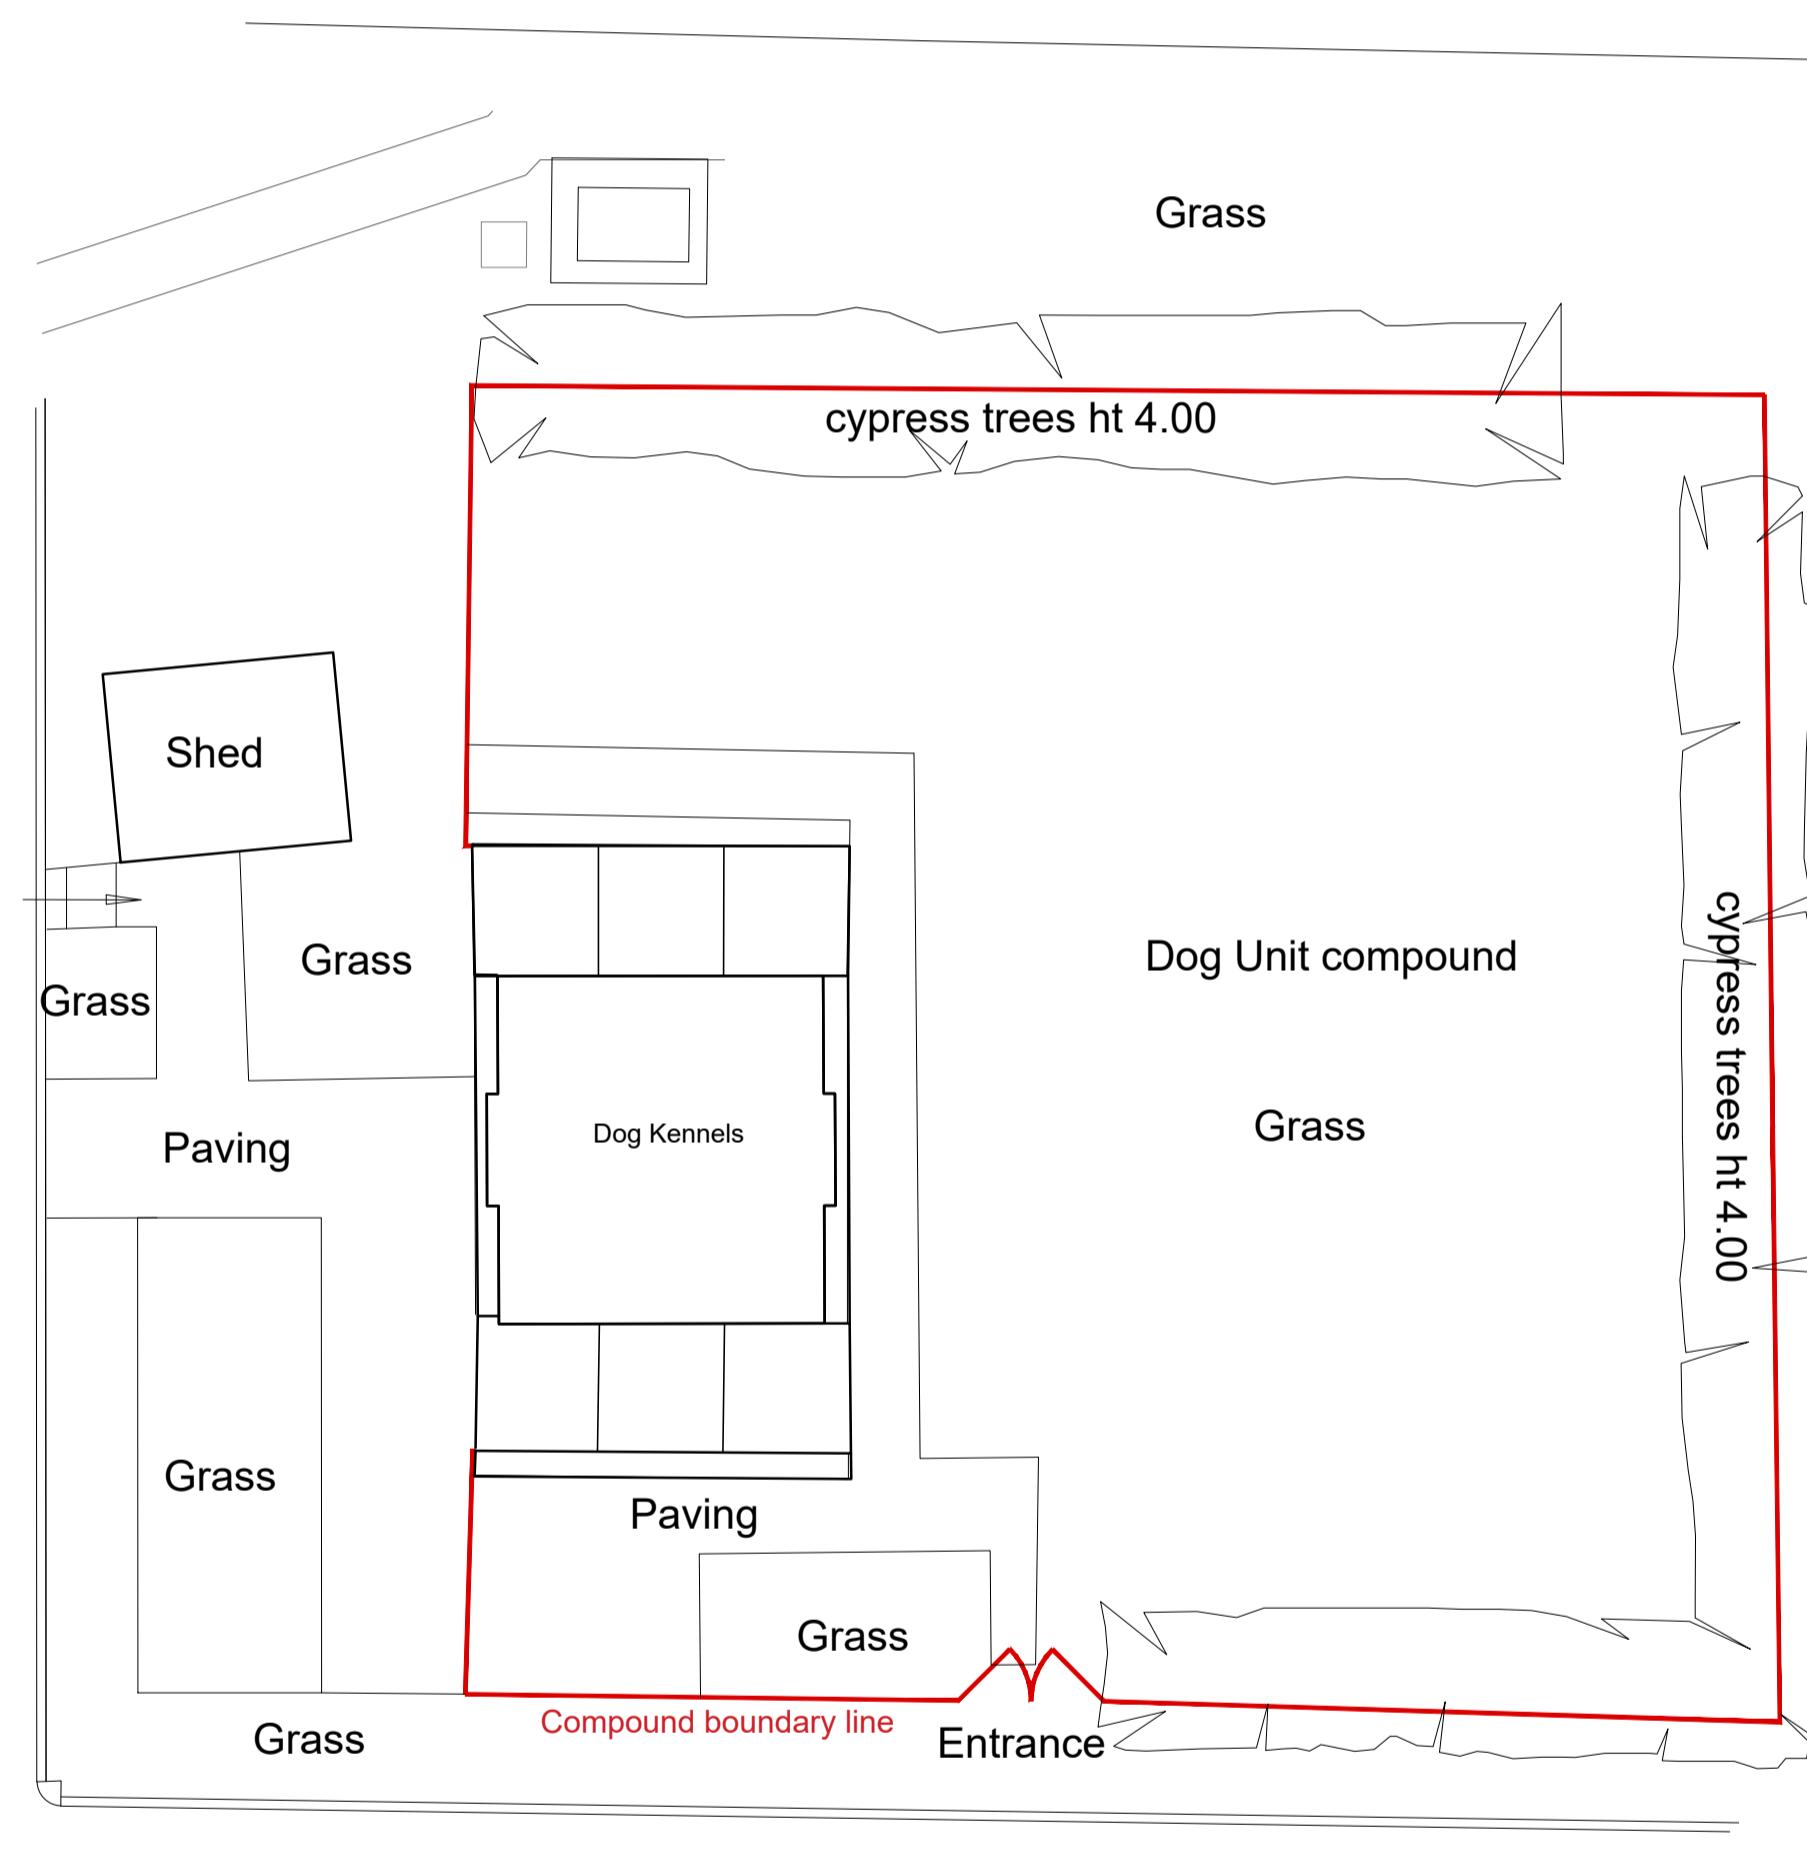 Grass
cypress trees ht 4.00
Shed
Grass
Dog Unit compound
Grass
cypress trees ht 4.00
Grass
Dog Kennels
Paving
Grass
Paving
Grass
Compound boundary line
Grass
Entrance